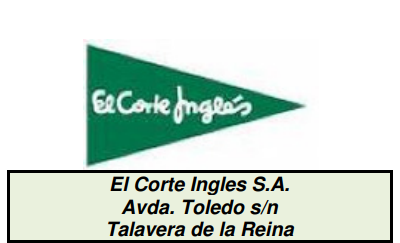 El Corte Inglés
El Corte Ingles S.A.
Avda. Toledo s/n
Talavera de la Reina